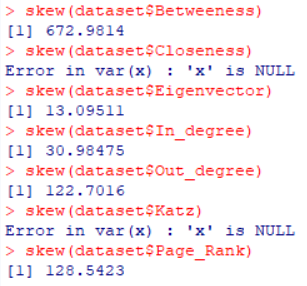 > skew(dataset$Betweeness)
[1] 672.9814
> skew(dataset$Closeness)
Error in var(x) : 'x' is NULL
> skew(dataset$Eigenvector)
[1] 13.09511
> skew(dataset$In_degree)
[1] 30.98475
> skew(dataset$Out_degree)
[1] 122.7016
> skew(dataset$Katz)
Error in var(x) : 'x' is NULL
> skew(dataset$Page_Rank)
[1] 128.5423